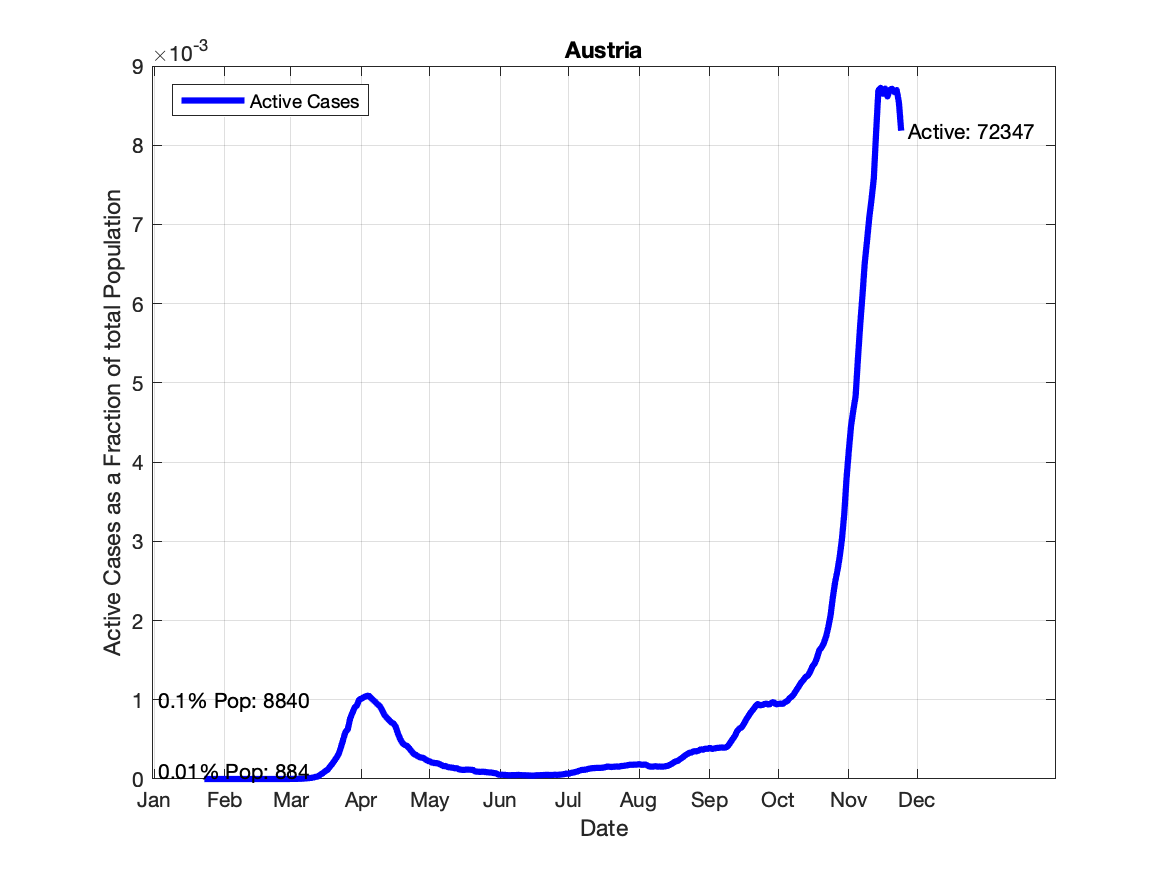 Austria
×10-3
Active Cases
Active: 72347
9
8
7
6
5
4
3
2
1
0
Active Cases as a Fraction of total Population
0.1% Pop: 8840
0.01% Pop: 884
Jan Feb Mar Apr May Jun Jul Aug Sep Oct Nov Dec
Date